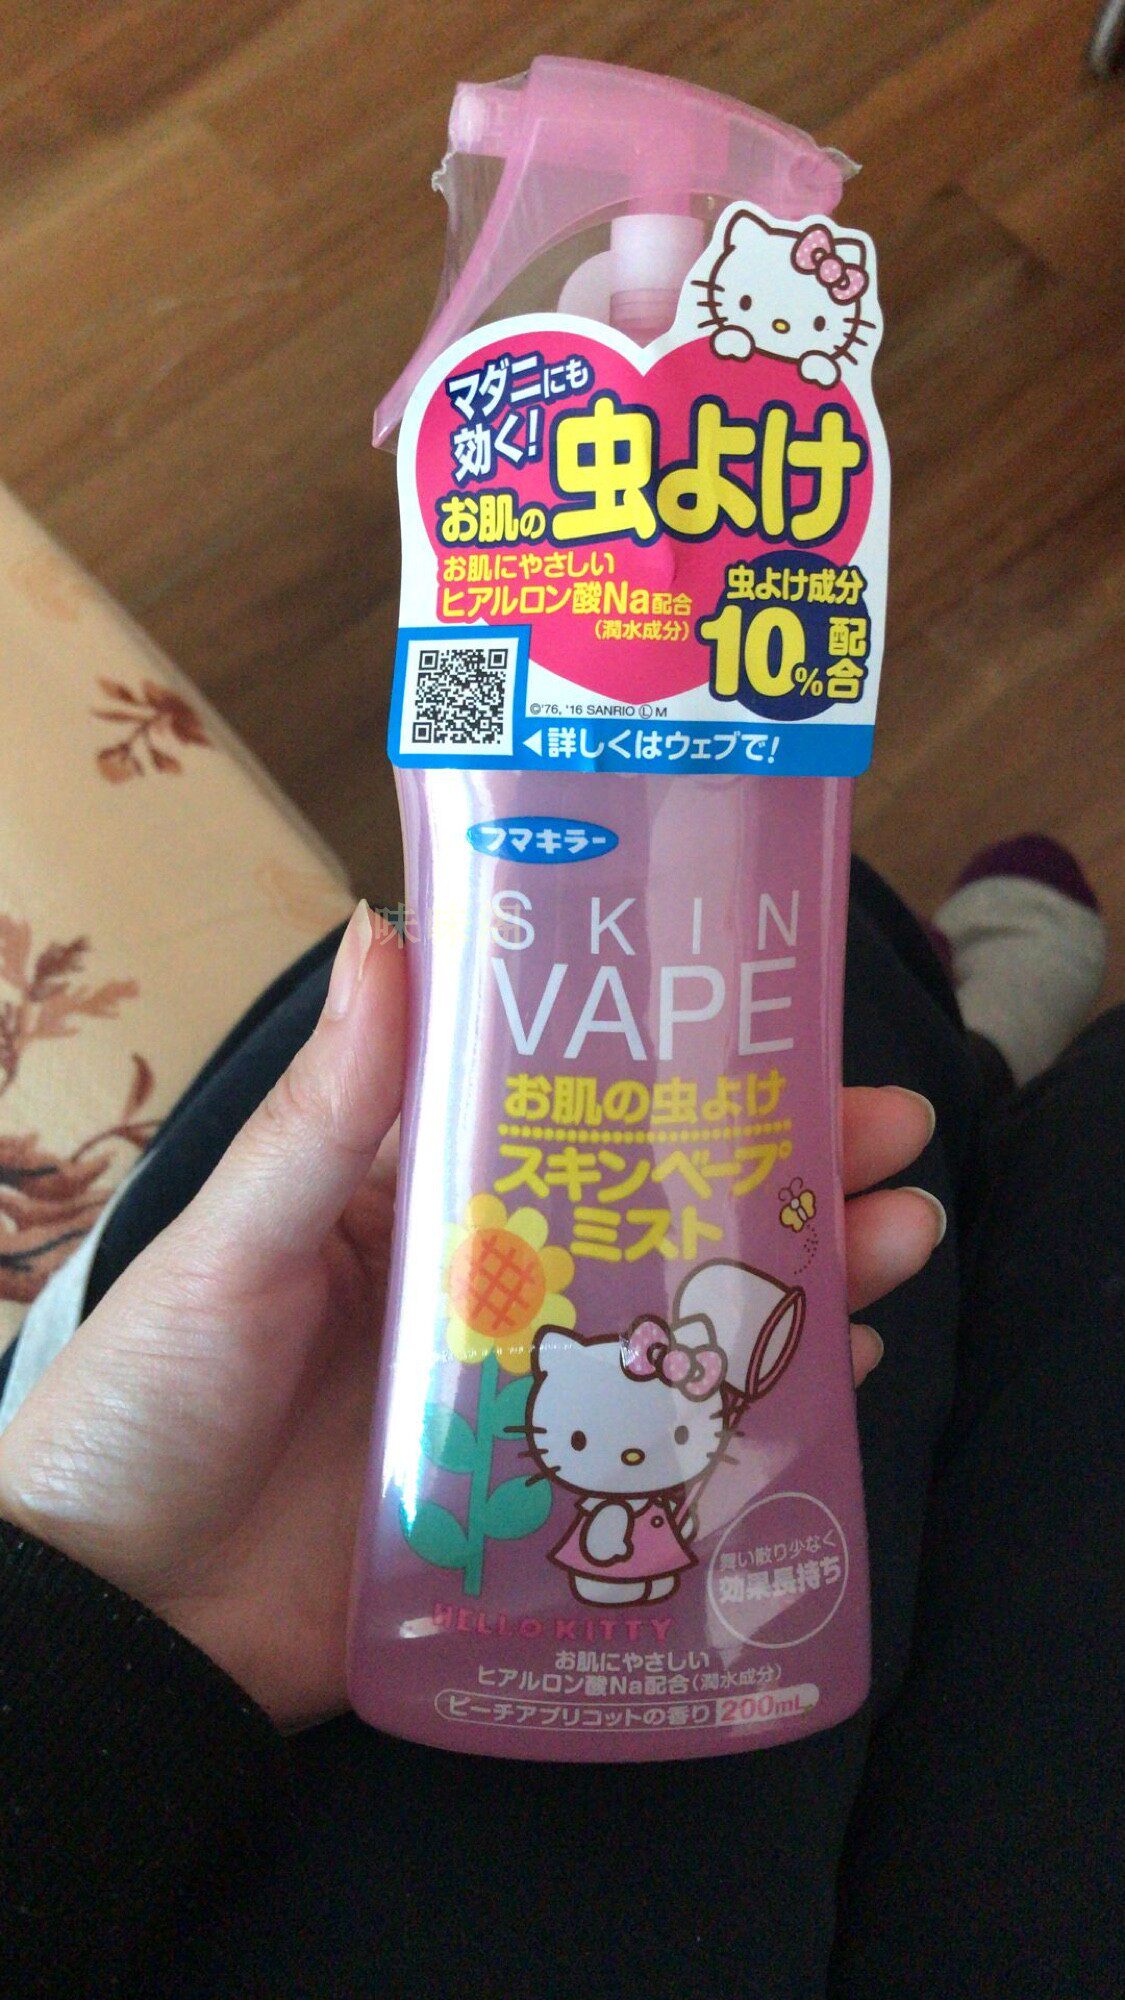 マダニにも
効く!
お肌の虫よけ
お肌にやさしい
ヒアルロン酸Na配合
(潤水成分)
虫よけ成分
10%配合
©'76, '16 SANRIO Ⓛ M
◀詳しくはウェブで!
フマキラー
SKIN
VAPE
お肌の虫よけ
スキンベープ
ミスト
舞い散り少なく
効果長持ち
HELLO KITTY
お肌にやさしい
ヒアルロン酸Na配合(潤水成分)
ピーチアプリコットの香り 200mL